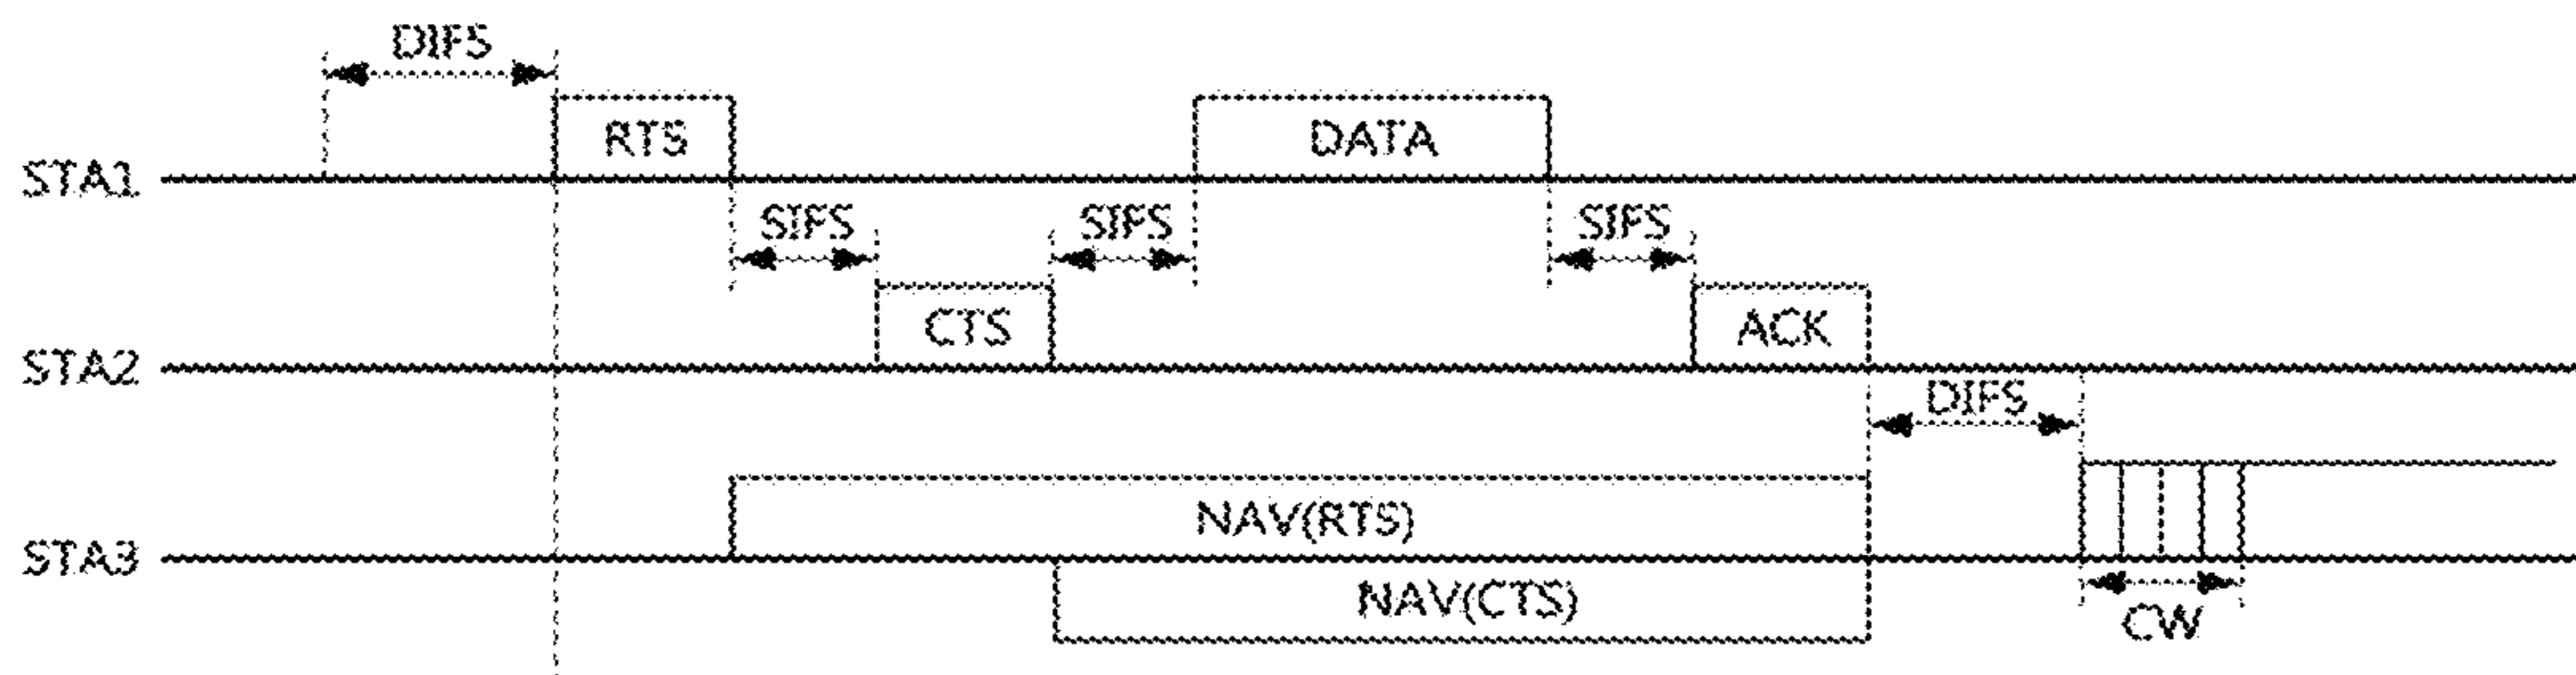 DIFS
RTS
DATA
STA1
SIFS SIFS SIFS
CTS
ACK
STA2
DIFS
NAV(RTS)
STA3
NAV(CTS)
CW